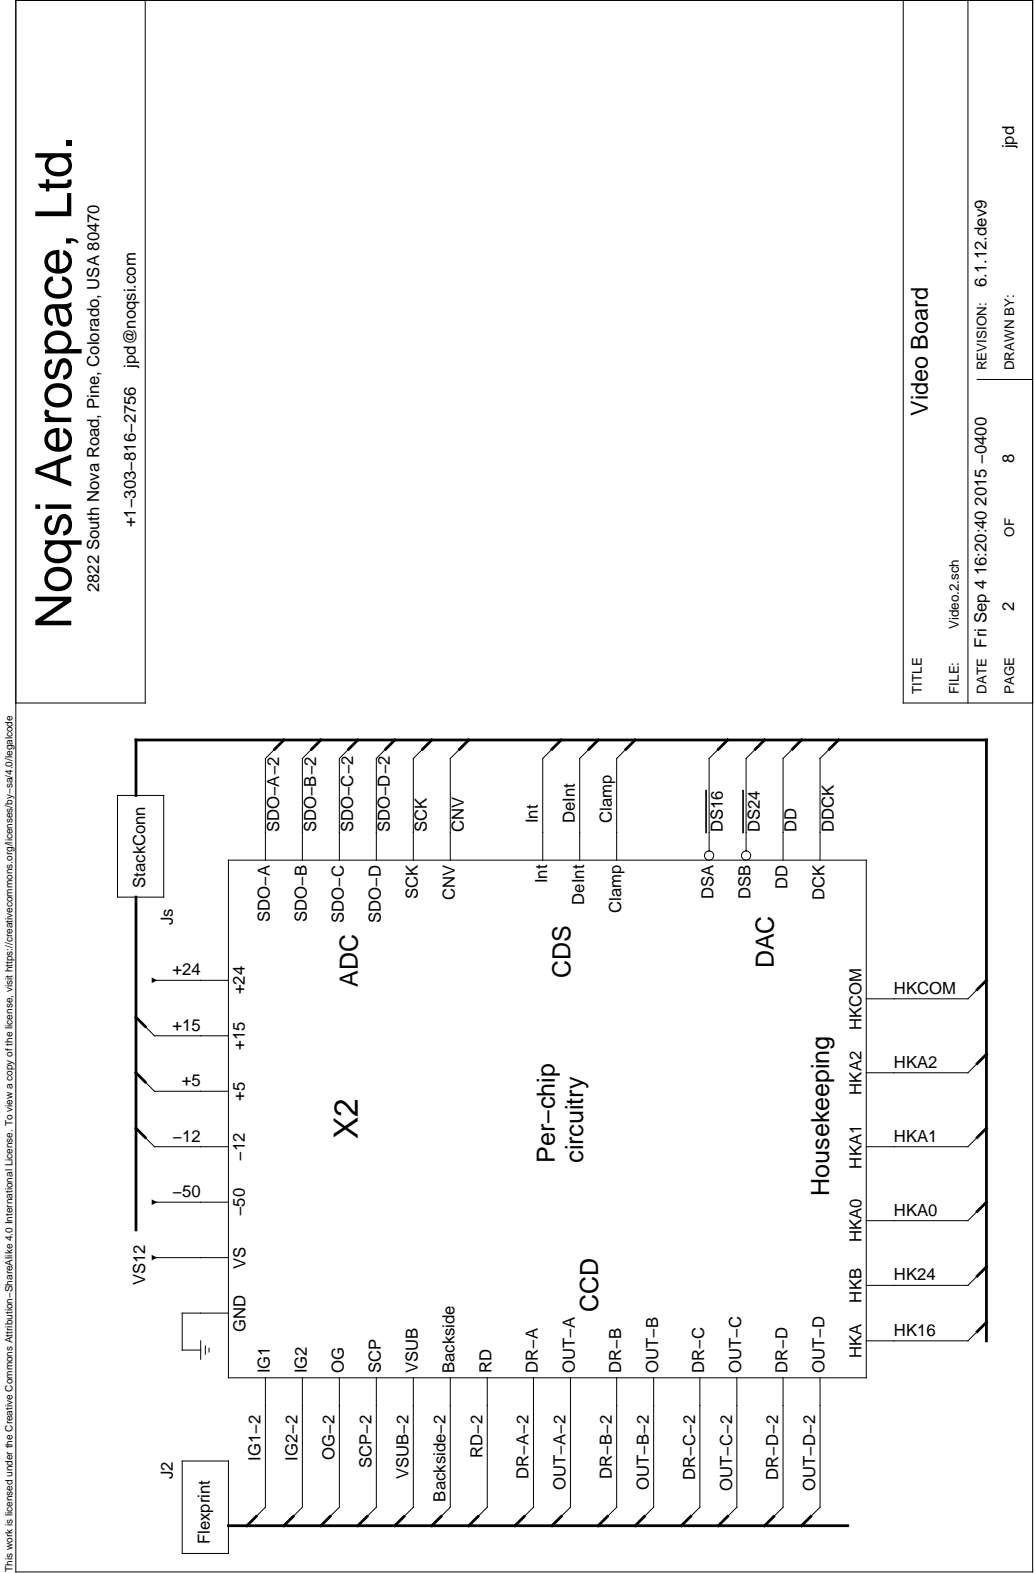 This work is licensed under the Creative Commons Attribution−ShareAlike 4.0 International License. To view a copy of the license, visit https://creativecommons.org/licenses/by−sa/4.0/legalcode
Noqsi Aerospace, Ltd.
2822 South Nova Road, Pine, Colorado, USA 80470
+1−303−816−2756 jpd@noqsi.com
StackConn
Js
J2
Flexprint
VS12
−50
−12
+5
+15
+24
GND
VS
−50
−12
+5
+15
+24
IG1−2
IG1
IG2−2
IG2
OG−2
OG
SCP−2
SCP
VSUB−2
VSUB
Backside−2
Backside
RD−2
RD
DR−A−2
DR−A
OUT−A−2
OUT−A
DR−B−2
DR−B
OUT−B−2
OUT−B
DR−C−2
DR−C
OUT−C−2
OUT−C
DR−D−2
DR−D
OUT−D−2
OUT−D
X2
Per−chip
circuitry
CCD
ADC
CDS
DAC
Housekeeping
SDO−A
SDO−A−2
SDO−B
SDO−B−2
SDO−C
SDO−C−2
SDO−D
SDO−D−2
SCK
SCK
CNV
CNV
Int
Int
DeInt
DeInt
Clamp
Clamp
DSA
DS16
DSB
DS24
DD
DD
DCK
DDCK
HKA
HKB
HKA0
HKA1
HKA2
HKCOM
HK16
HK24
HKA0
HKA1
HKA2
HKCOM
TITLE
Video Board
FILE: Video.2.sch
DATE Fri Sep 4 16:20:40 2015 −0400
REVISION: 6.1.12.dev9
PAGE 2 OF 8
DRAWN BY: jpd